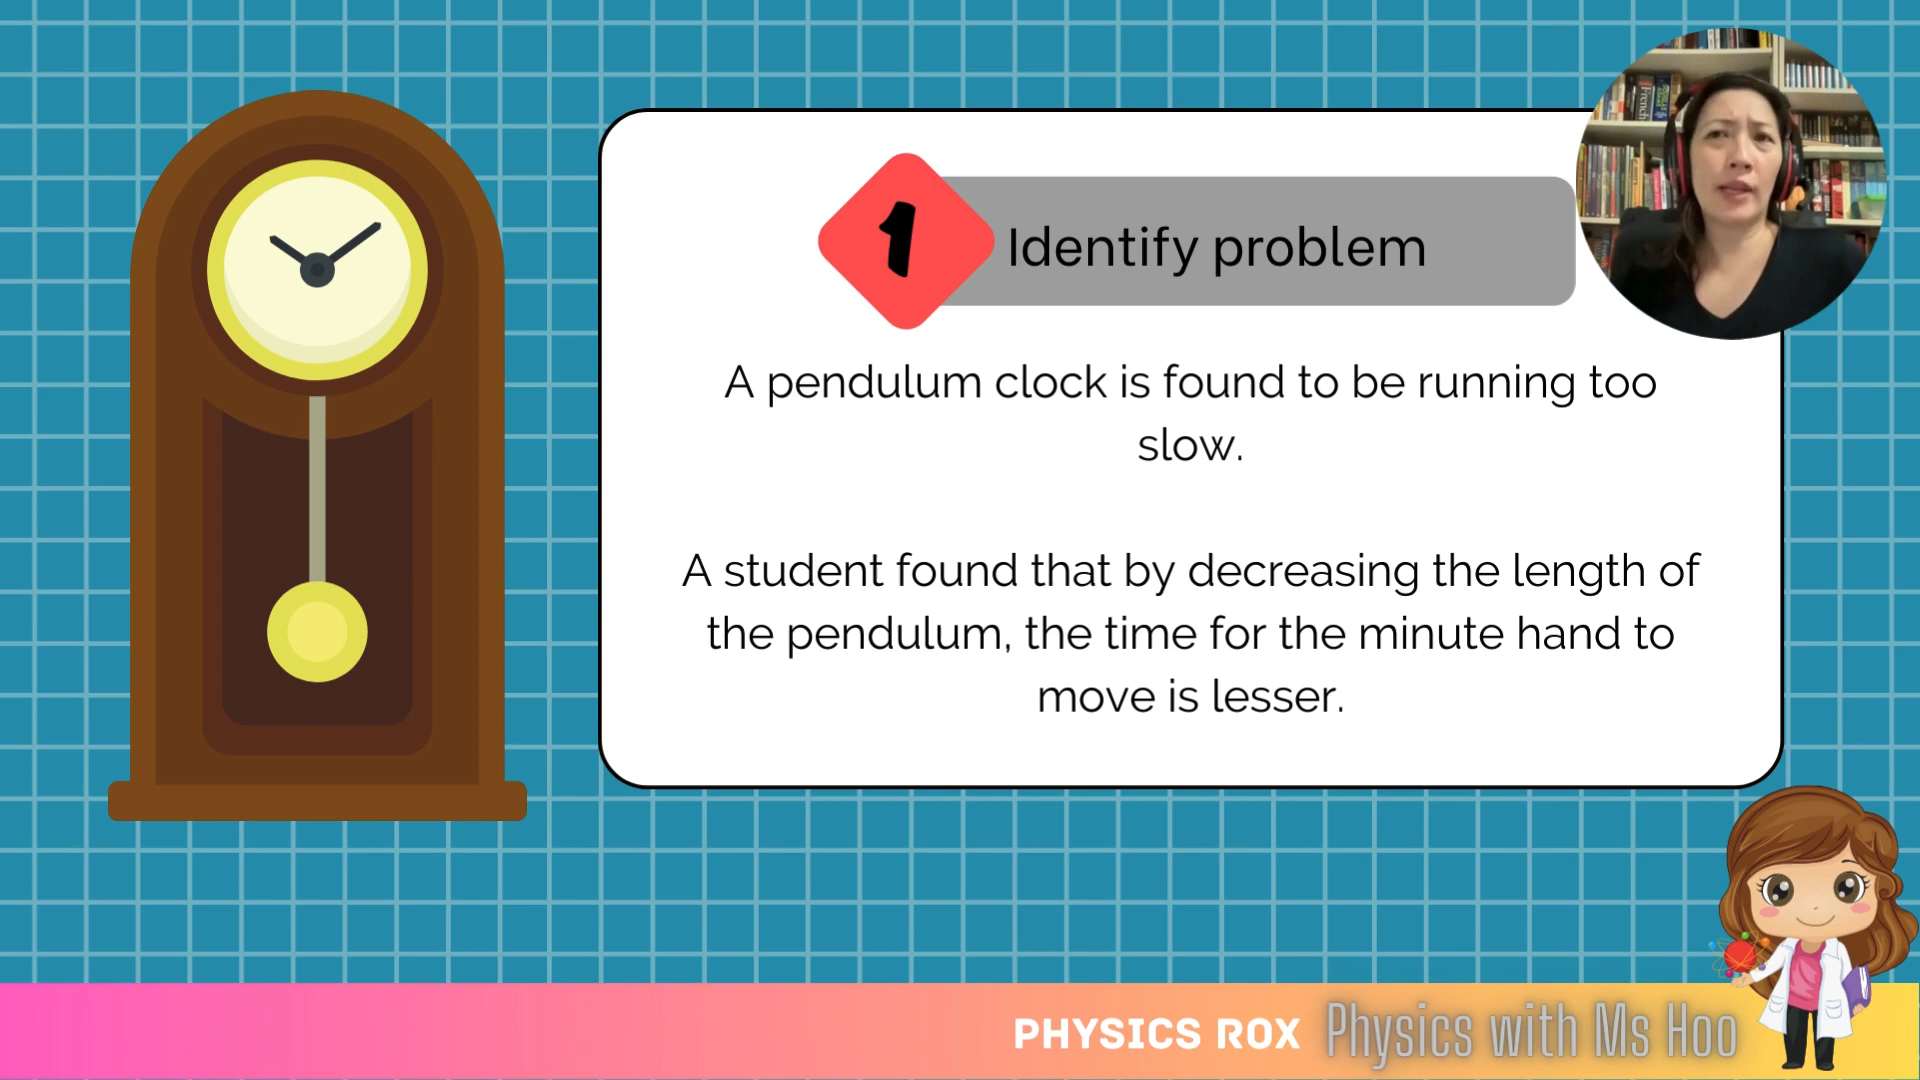 1
Identify problem
A pendulum clock is found to be running too
slow.
A student found that by decreasing the length of
the pendulum, the time for the minute hand to
move is lesser.
PHYSICS ROX Physics with Ms Hoo
French